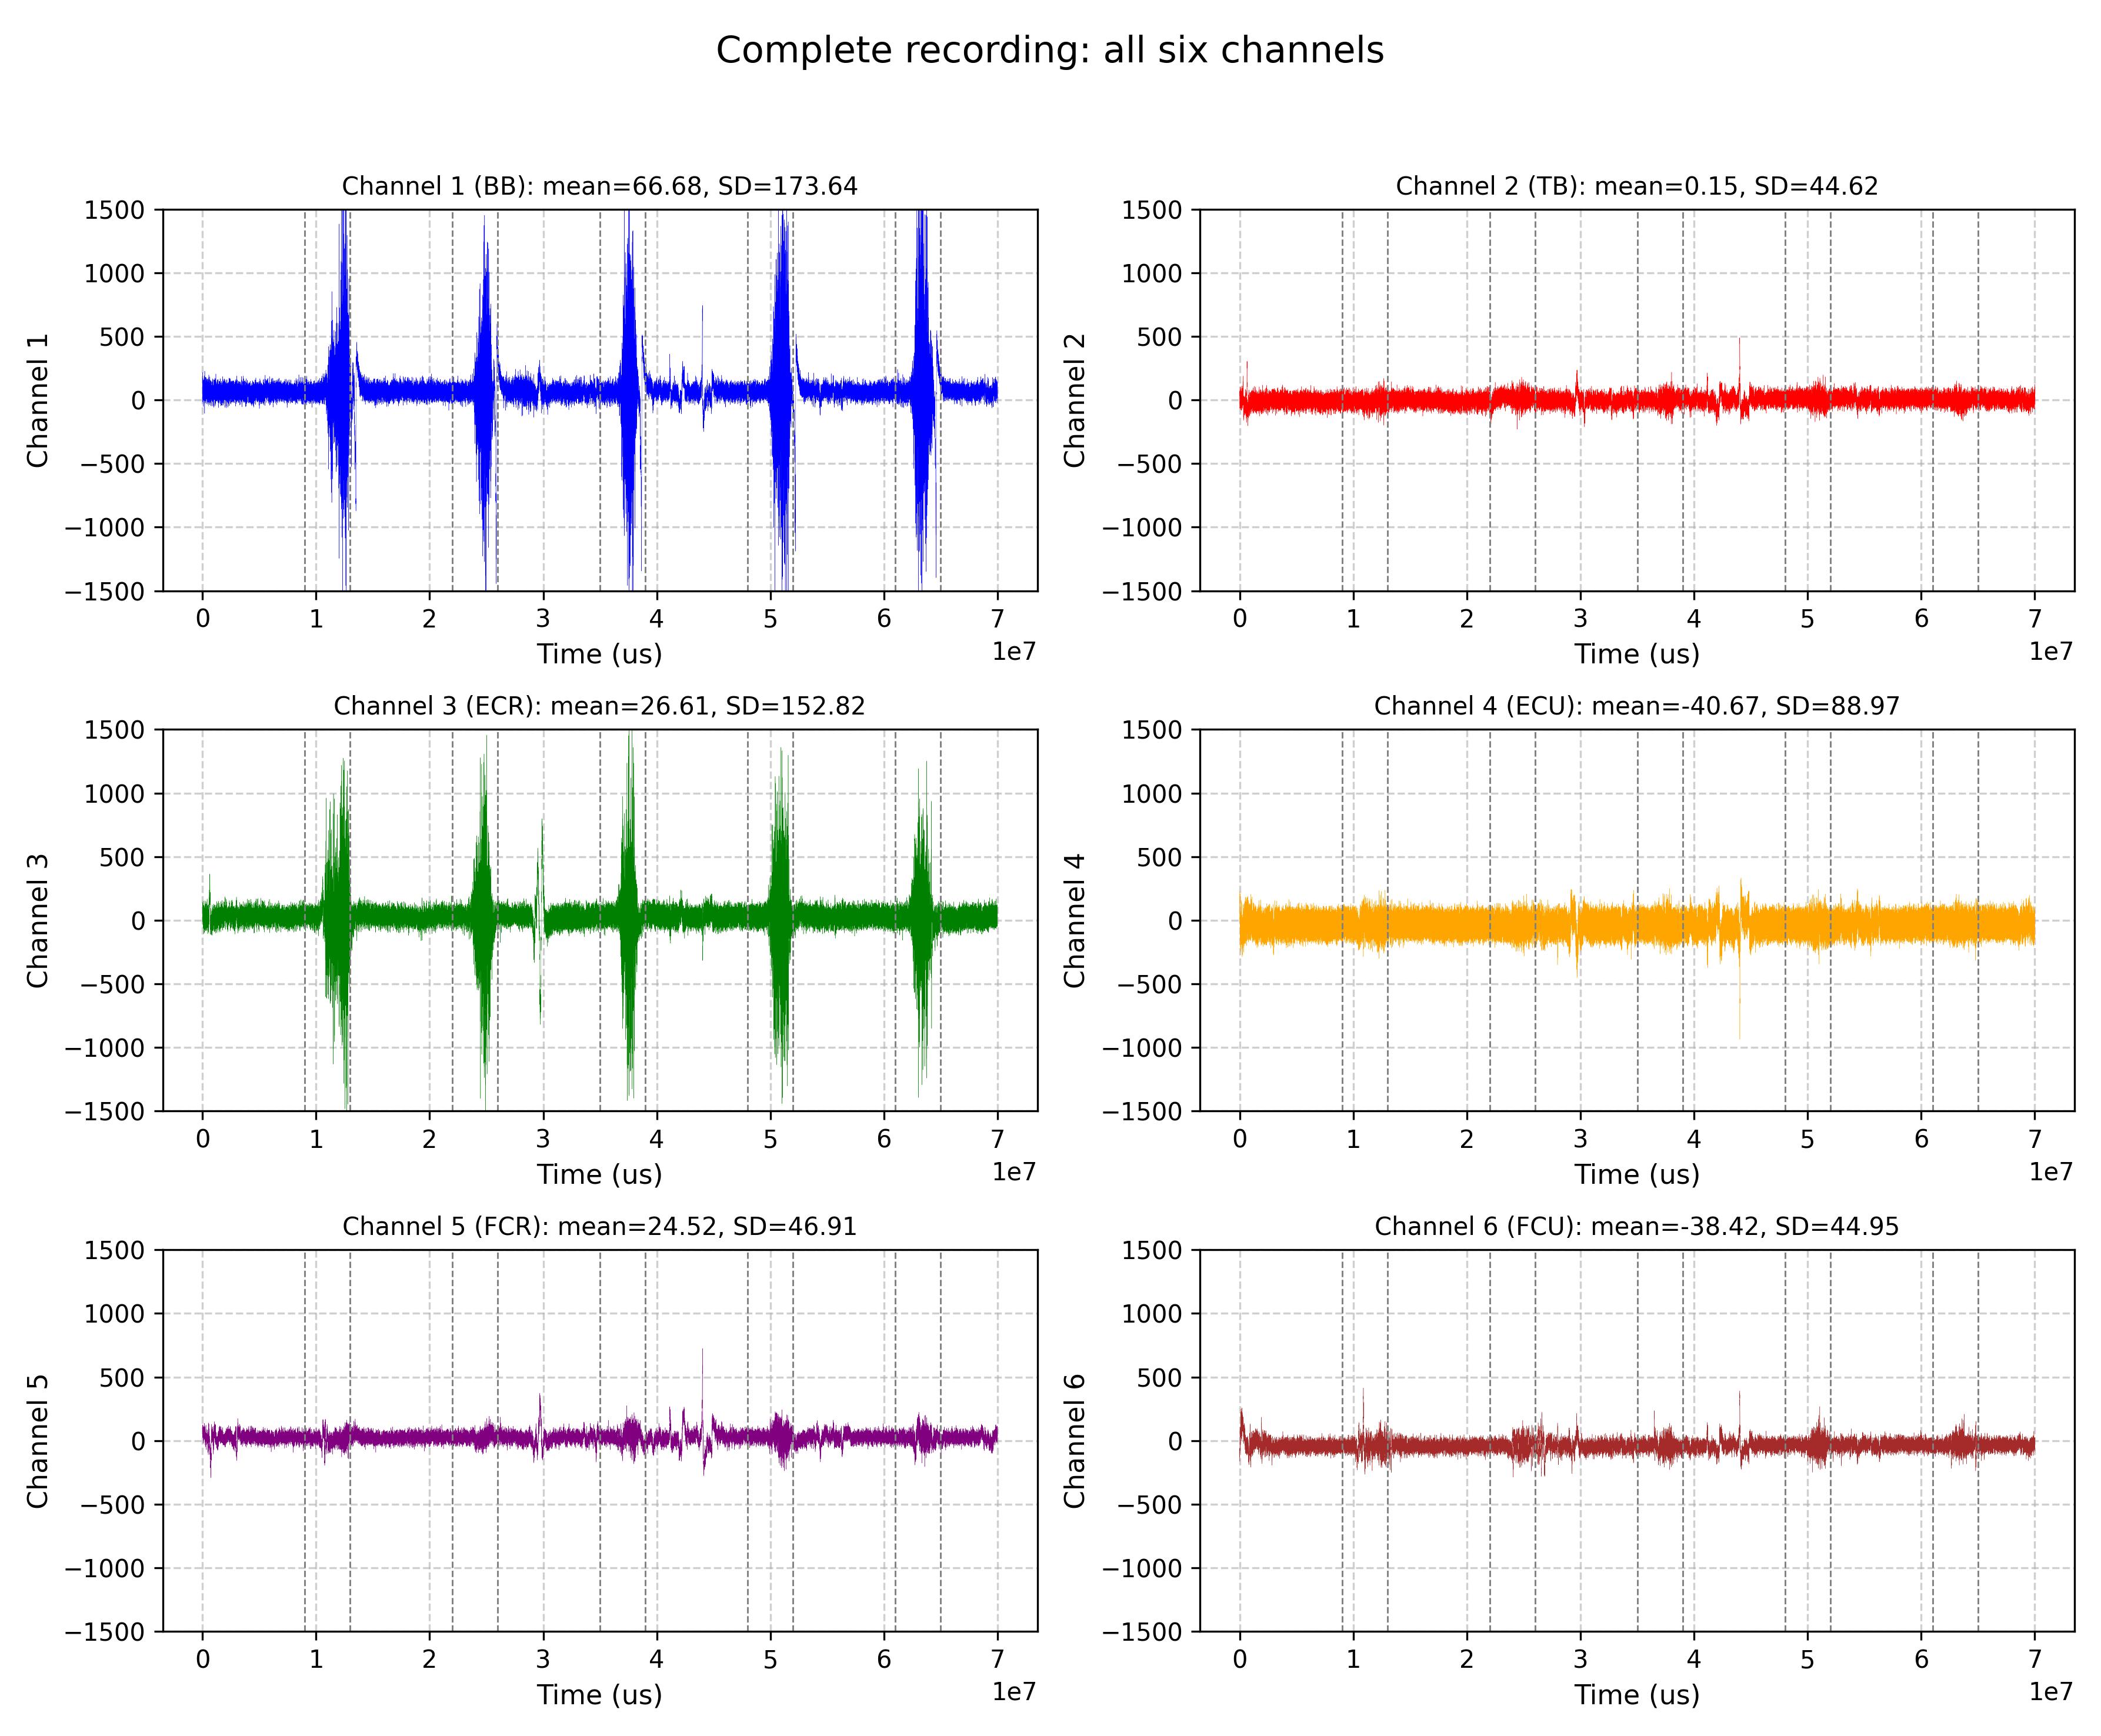 Complete recording: all six channels
Channel 1 (BB): mean=66.68, SD=173.64
Channel 1
1500
1000
500
0
−500
−1000
−1500
0 1 2 3 4 5 6 7
1e7
Time (us)
Channel 2 (TB): mean=0.15, SD=44.62
Channel 2
1500
1000
500
0
−500
−1000
−1500
0 1 2 3 4 5 6 7
1e7
Time (us)
Channel 3 (ECR): mean=26.61, SD=152.82
Channel 3
1500
1000
500
0
−500
−1000
−1500
0 1 2 3 4 5 6 7
1e7
Time (us)
Channel 4 (ECU): mean=-40.67, SD=88.97
Channel 4
1500
1000
500
0
−500
−1000
−1500
0 1 2 3 4 5 6 7
1e7
Time (us)
Channel 5 (FCR): mean=24.52, SD=46.91
Channel 5
1500
1000
500
0
−500
−1000
−1500
0 1 2 3 4 5 6 7
1e7
Time (us)
Channel 6 (FCU): mean=-38.42, SD=44.95
Channel 6
1500
1000
500
0
−500
−1000
−1500
0 1 2 3 4 5 6 7
1e7
Time (us)